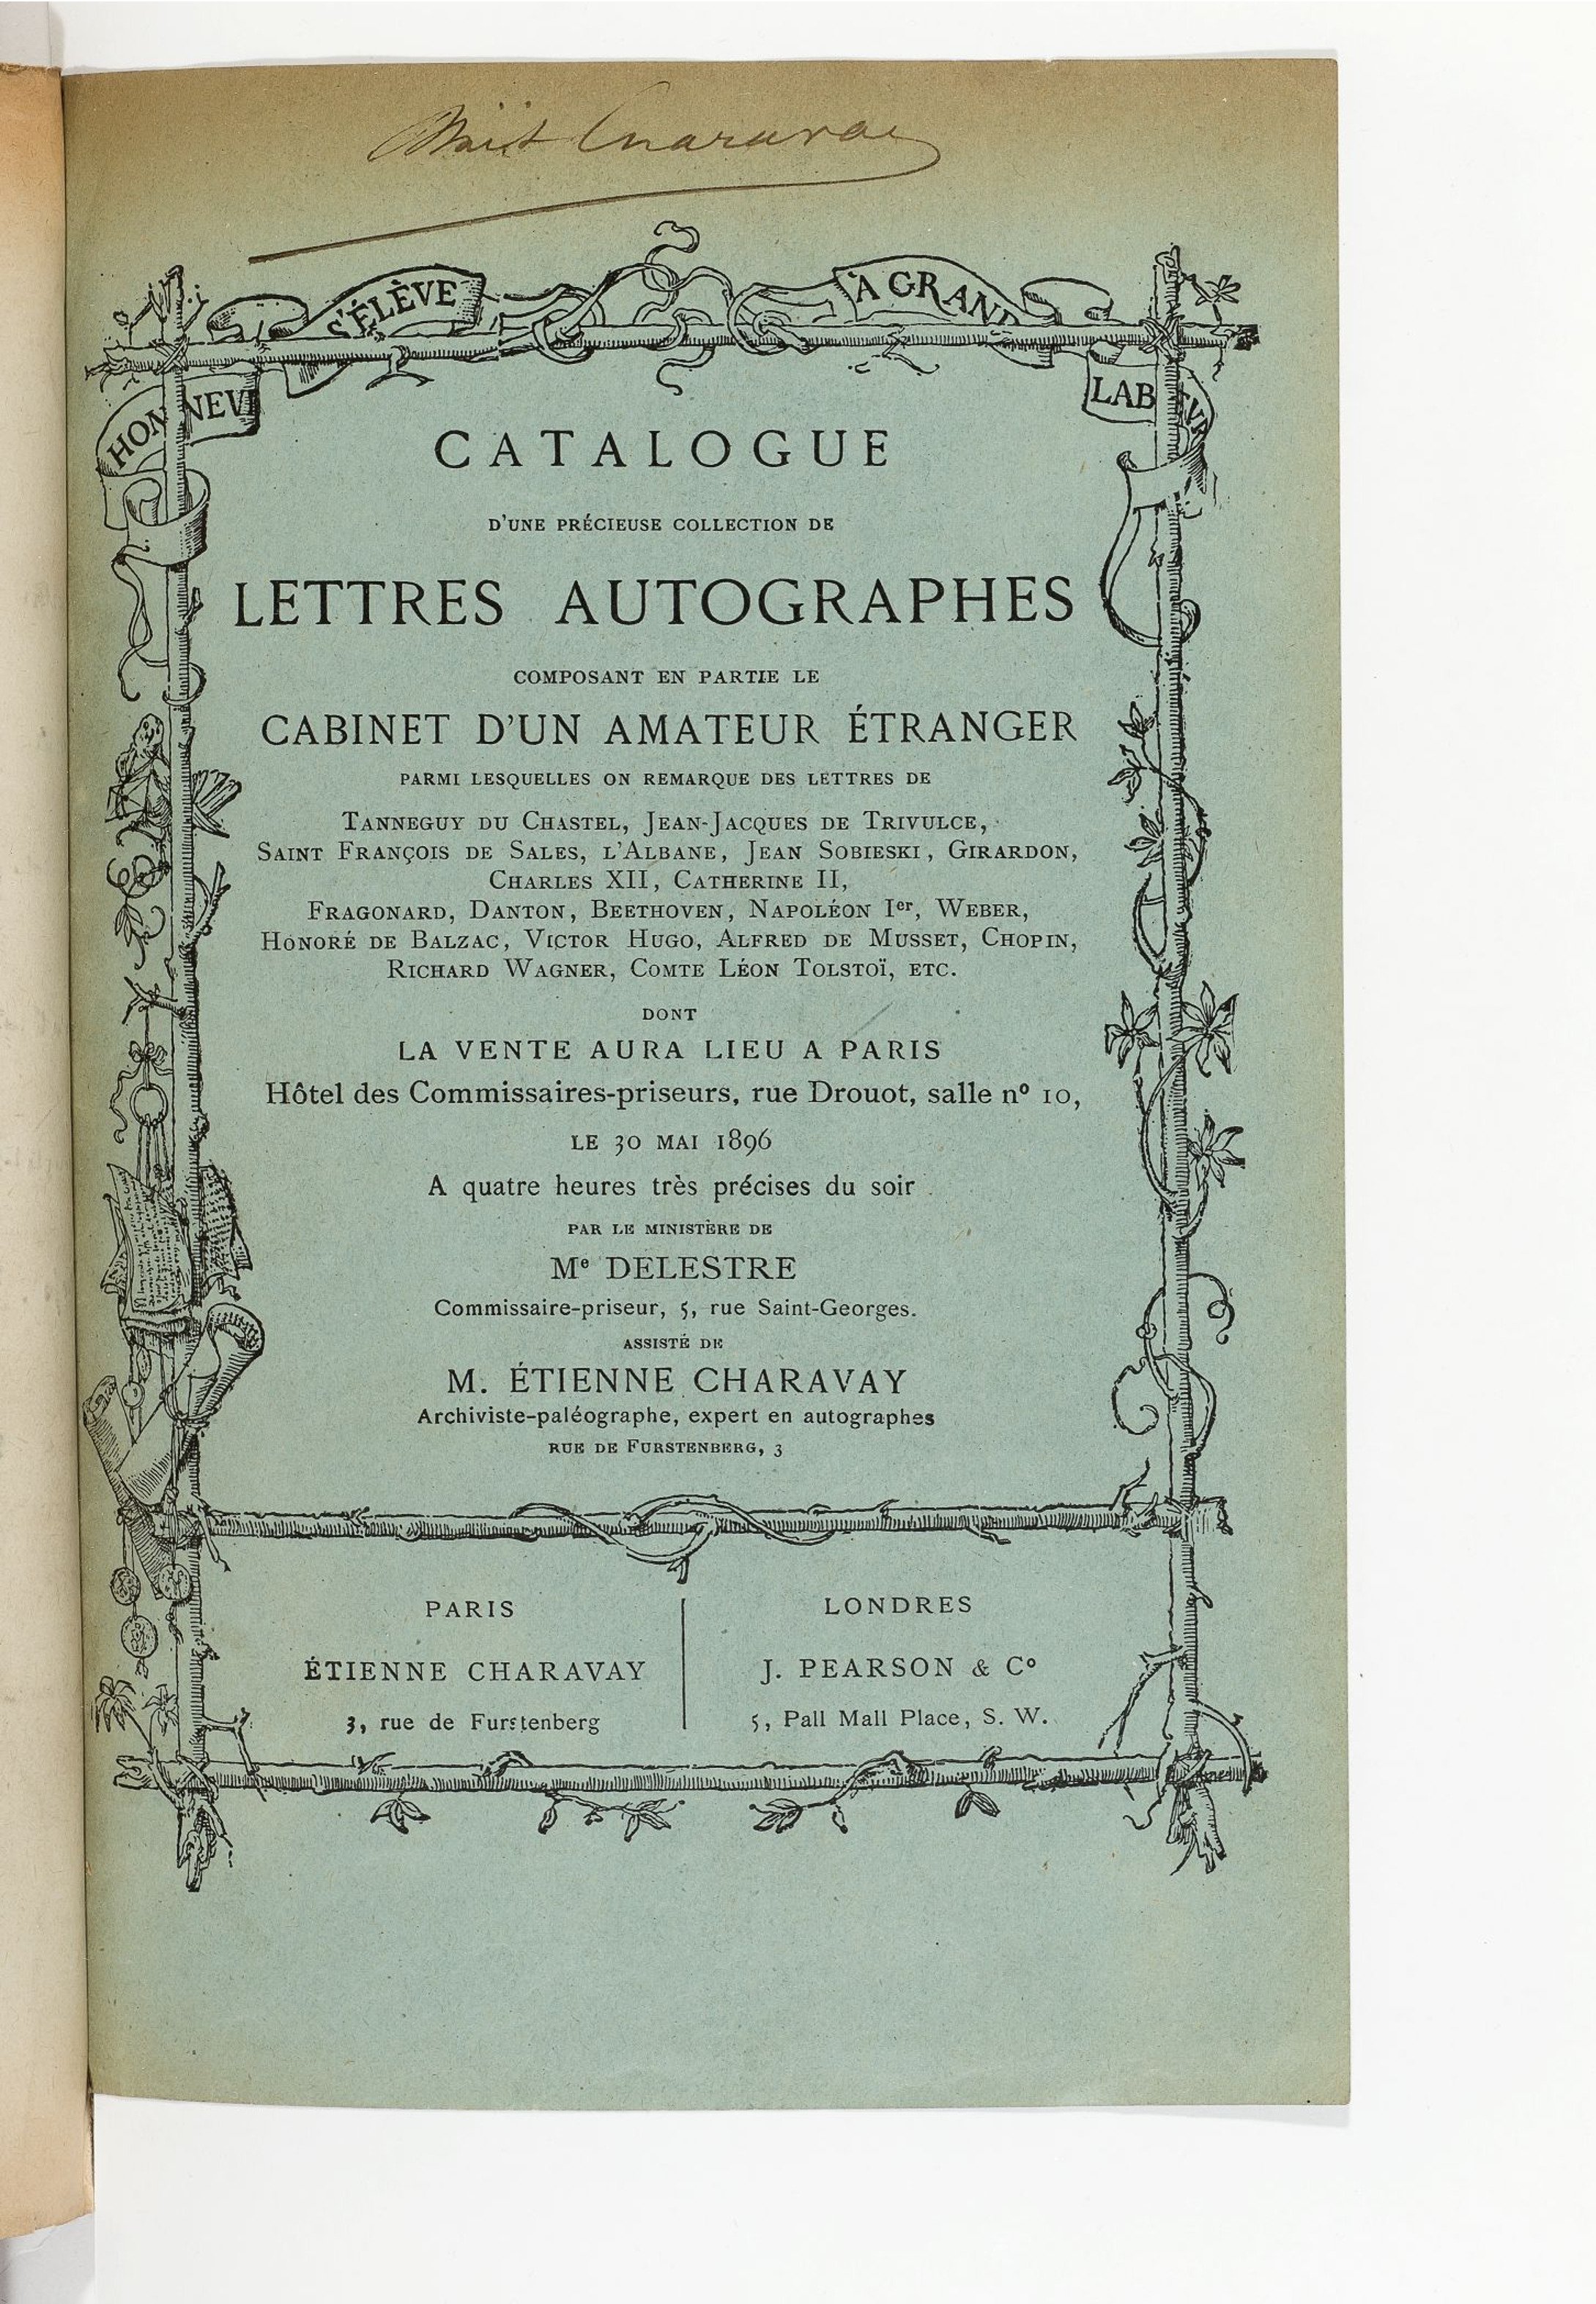 Charavay
HONNEVR S'ÉLÈVE À GRAND LABEVR
CATALOGUE
D'UNE PRÉCIEUSE COLLECTION DE
LETTRES AUTOGRAPHES
COMPOSANT EN PARTIE LE
CABINET D'UN AMATEUR ÉTRANGER
PARMI LESQUELLES ON REMARQUE DES LETTRES DE
TANNEGUY DU CHASTEL, JEAN-JACQUES DE TRIVULCE,
SAINT FRANÇOIS DE SALES, L'ALBANE, JEAN SOBIESKI, GIRARDON,
CHARLES XII, CATHERINE II,
FRAGONARD, DANTON, BEETHOVEN, NAPOLÉON Ier, WEBER,
HONORÉ DE BALZAC, VICTOR HUGO, ALFRED DE MUSSET, CHOPIN,
RICHARD WAGNER, COMTE LÉON TOLSTOÏ, ETC.
DONT
LA VENTE AURA LIEU A PARIS
Hôtel des Commissaires-priseurs, rue Drouot, salle nº 10,
LE 30 MAI 1896
A quatre heures très précises du soir
PAR LE MINISTÈRE DE
Me DELESTRE
Commissaire-priseur, 5, rue Saint-Georges.
ASSISTÉ DE
M. ÉTIENNE CHARAVAY
Archiviste-paléographe, expert en autographes
RUE DE FURSTENBERG, 3
PARIS
ÉTIENNE CHARAVAY
3, rue de Furstenberg
LONDRES
J. PEARSON & Cº
5, Pall Mall Place, S. W.